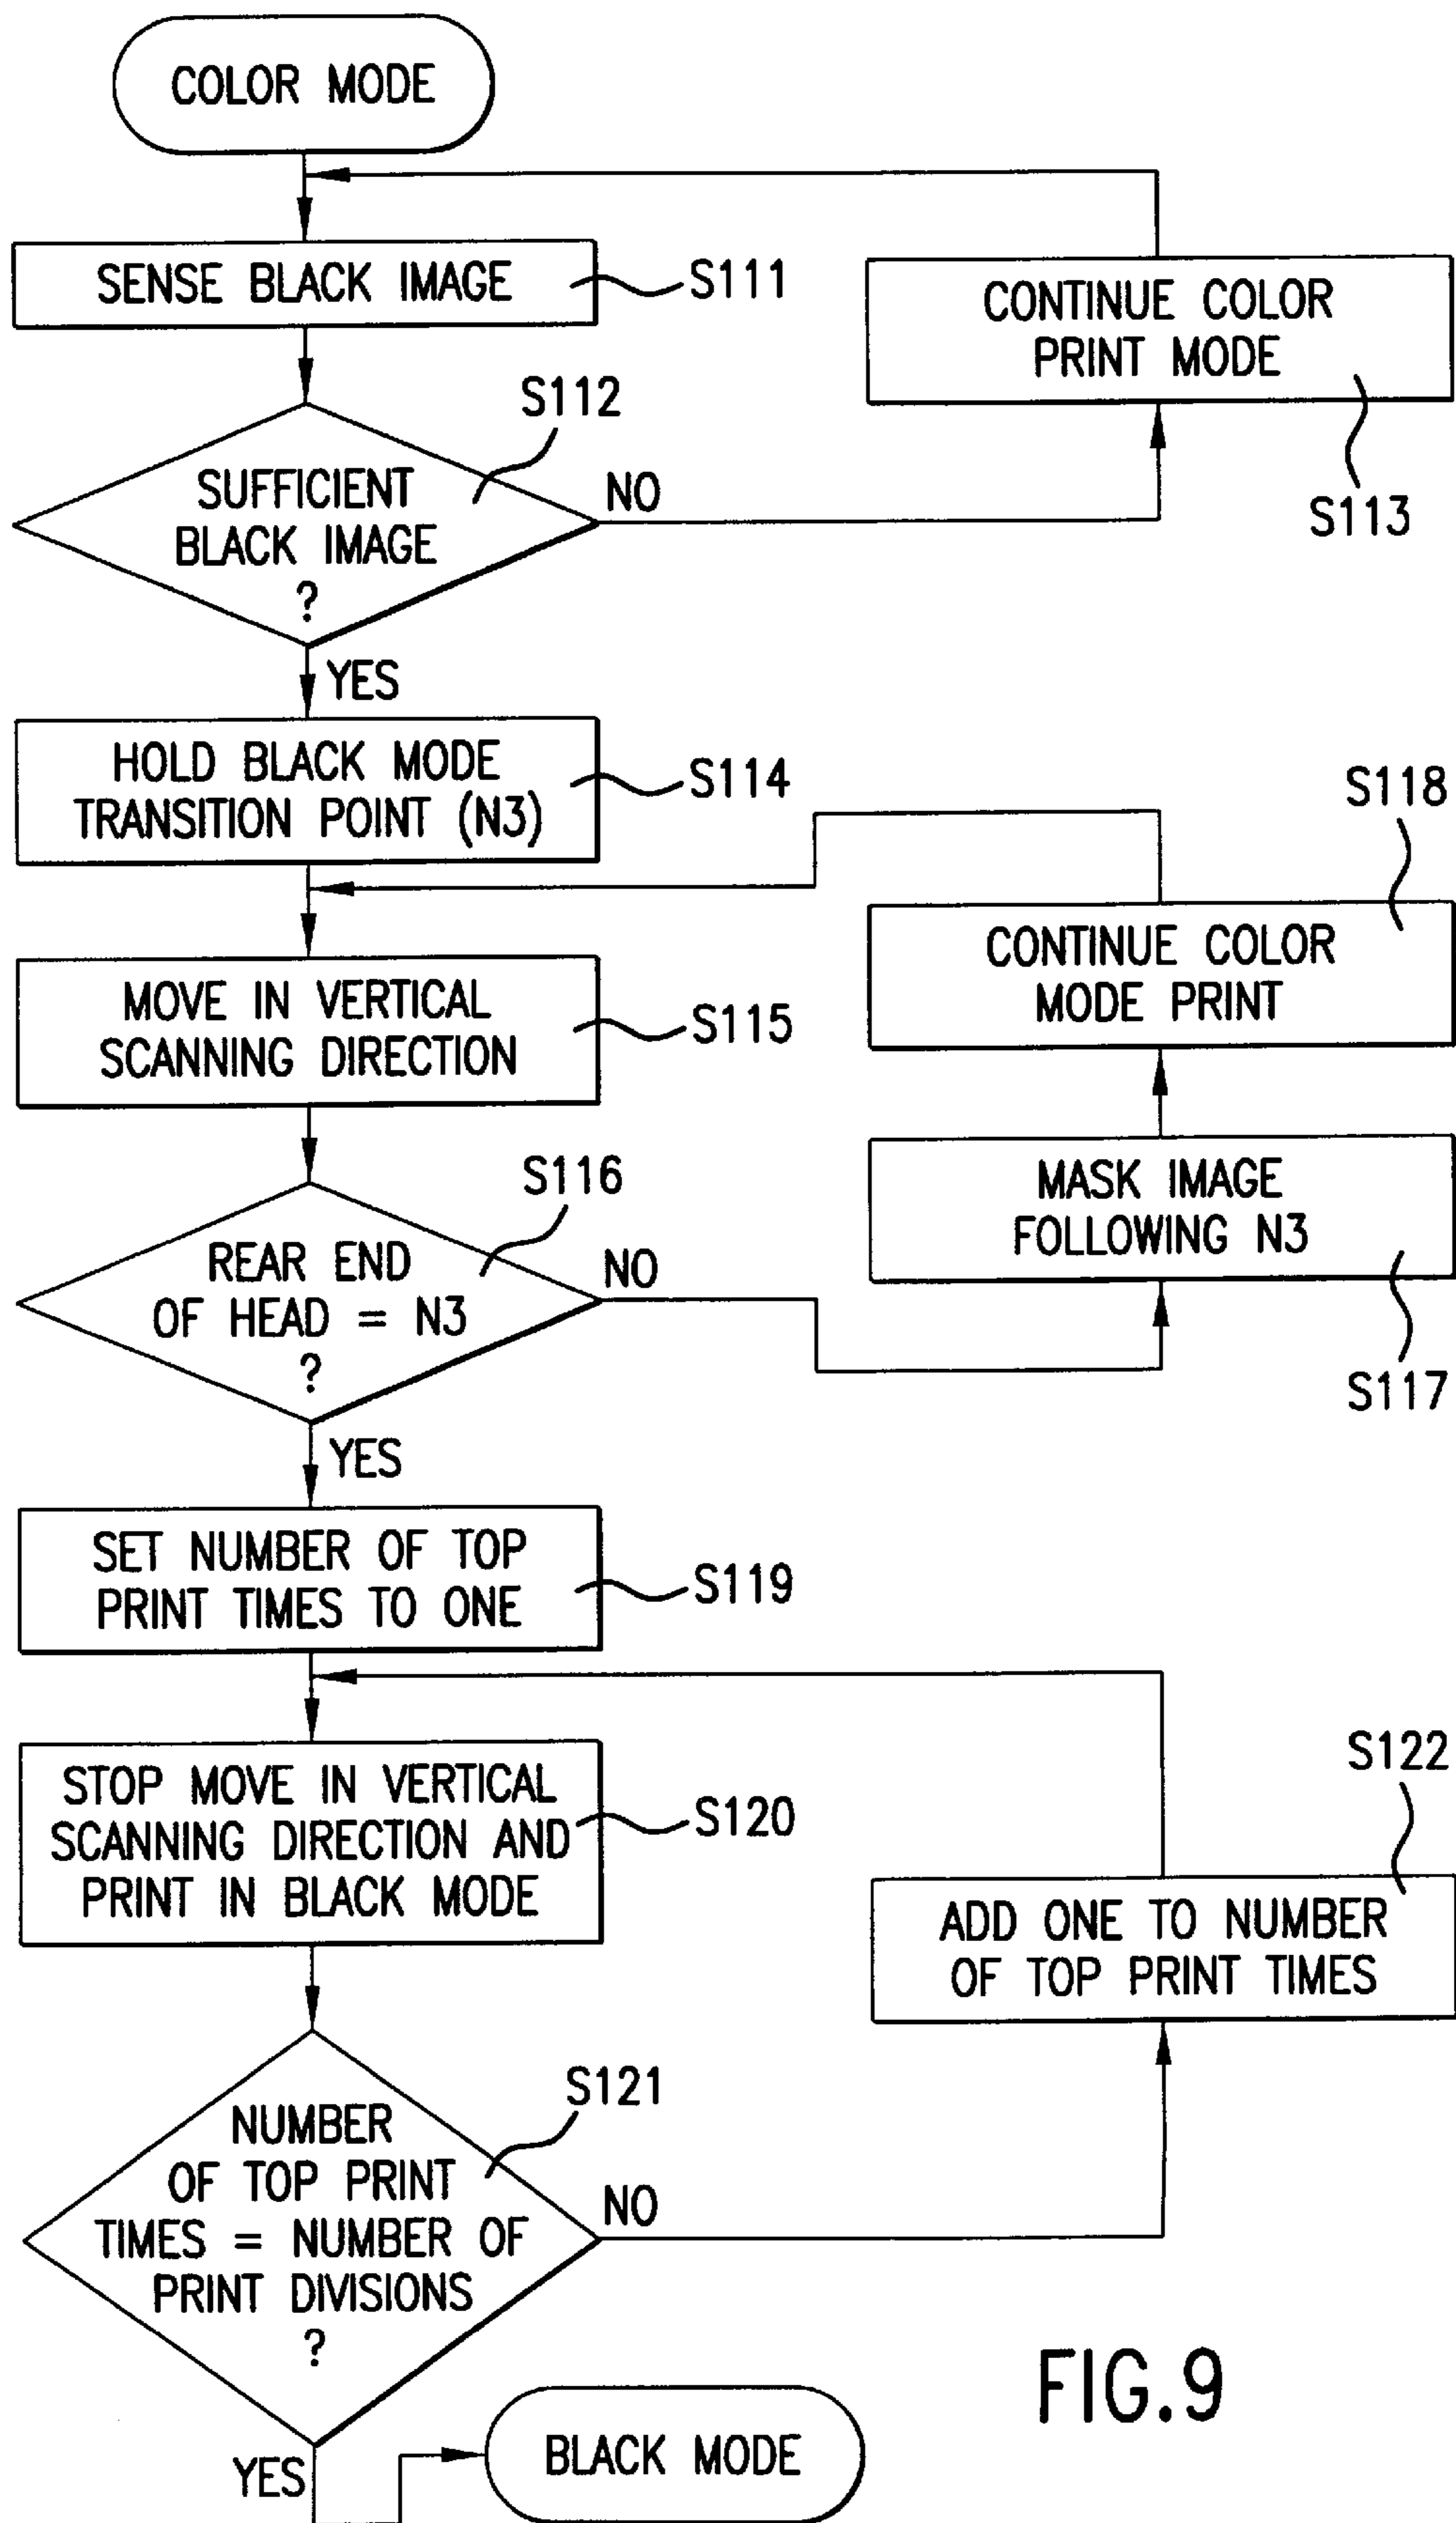 COLOR MODE
SENSE BLACK IMAGE
S111
CONTINUE COLOR
PRINT MODE
S113
S112
SUFFICIENT
BLACK IMAGE
?
NO
YES
HOLD BLACK MODE
TRANSITION POINT (N3)
S114
S118
CONTINUE COLOR
MODE PRINT
MOVE IN VERTICAL
SCANNING DIRECTION
S115
S116
REAR END
OF HEAD = N3
?
NO
MASK IMAGE
FOLLOWING N3
S117
YES
SET NUMBER OF TOP
PRINT TIMES TO ONE
S119
STOP MOVE IN VERTICAL
SCANNING DIRECTION AND
PRINT IN BLACK MODE
S120
S122
ADD ONE TO NUMBER
OF TOP PRINT TIMES
S121
NUMBER
OF TOP PRINT
TIMES = NUMBER OF
PRINT DIVISIONS
?
NO
YES
BLACK MODE
FIG.9